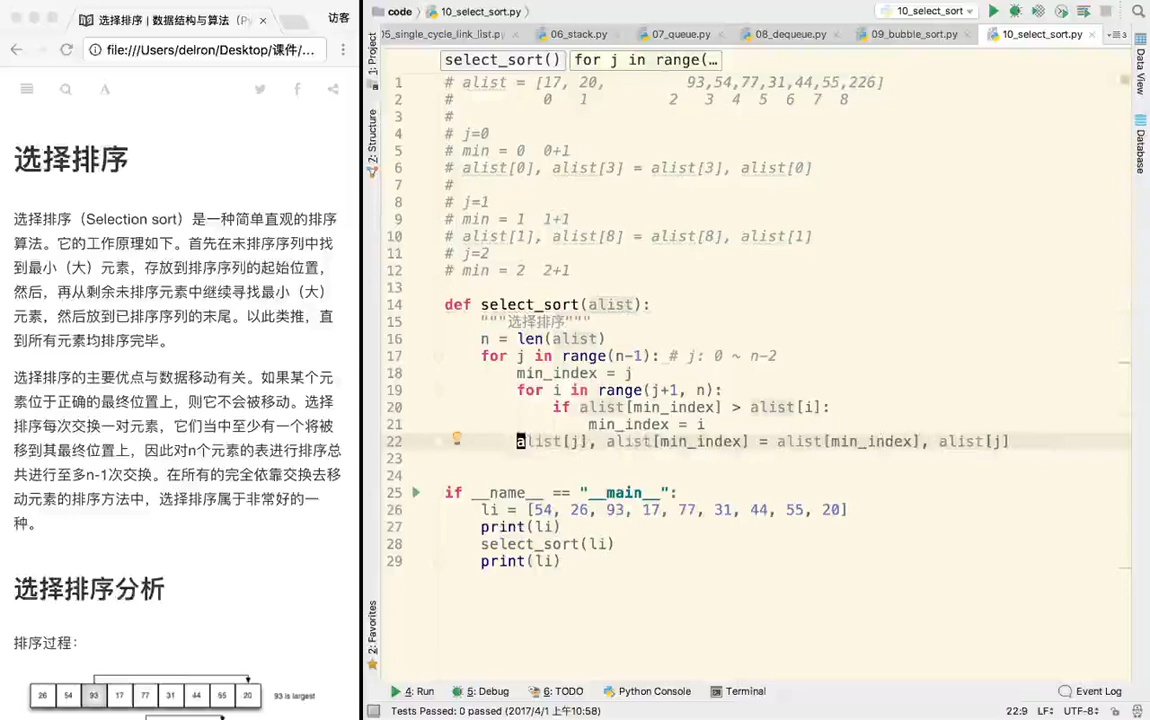 选择排序 | 数据结构与算法（Py
访客
file:///Users/delron/Desktop/课件/...
选择排序
选择排序（Selection sort）是一种简单直观的排序
算法。它的工作原理如下。首先在未排序序列中找
到最小（大）元素，存放到排序序列的起始位置，
然后，再从剩余未排序元素中继续寻找最小（大）
元素，然后放到已排序序列的末尾。以此类推，直
到所有元素均排序完毕。
选择排序的主要优点与数据移动有关。如果某个元
素位于正确的最终位置上，则它不会被移动。选择
排序每次交换一对元素，它们当中至少有一个将被
移到其最终位置上，因此对n个元素的表进行排序总
共进行至多n-1次交换。在所有的完全依靠交换去移
动元素的排序方法中，选择排序属于非常好的一
种。
选择排序分析
排序过程：
26 54 93 17 77 31 44 55 20 93 is largest
code 10_select_sort.py
10_select_sort
05_single_cycle_link_list.py 06_stack.py 07_queue.py 08_dequeue.py 09_bubble_sort.py 10_select_sort.py
1: Project
7: Structure
2: Favorites
Data View
Database
select_sort() for j in range(...
1 # alist = [17, 20, 93,54,77,31,44,55,226]
2 # 0 1 2 3 4 5 6 7 8
3 #
4 # j=0
5 # min = 0 0+1
6 # alist[0], alist[3] = alist[3], alist[0]
7 #
8 # j=1
9 # min = 1 1+1
10 # alist[1], alist[8] = alist[8], alist[1]
11 # j=2
12 # min = 2 2+1
13
14 def select_sort(alist):
15 """选择排序"""
16 n = len(alist)
17 for j in range(n-1): # j: 0 ~ n-2
18 min_index = j
19 for i in range(j+1, n):
20 if alist[min_index] > alist[i]:
21 min_index = i
22 alist[j], alist[min_index] = alist[min_index], alist[j]
23
24
25 if __name__ == "__main__":
26 li = [54, 26, 93, 17, 77, 31, 44, 55, 20]
27 print(li)
28 select_sort(li)
29 print(li)
4: Run 5: Debug 6: TODO Python Console Terminal Event Log
Tests Passed: 0 passed (2017/4/1 上午10:58) 22:9 LF÷ UTF-8÷